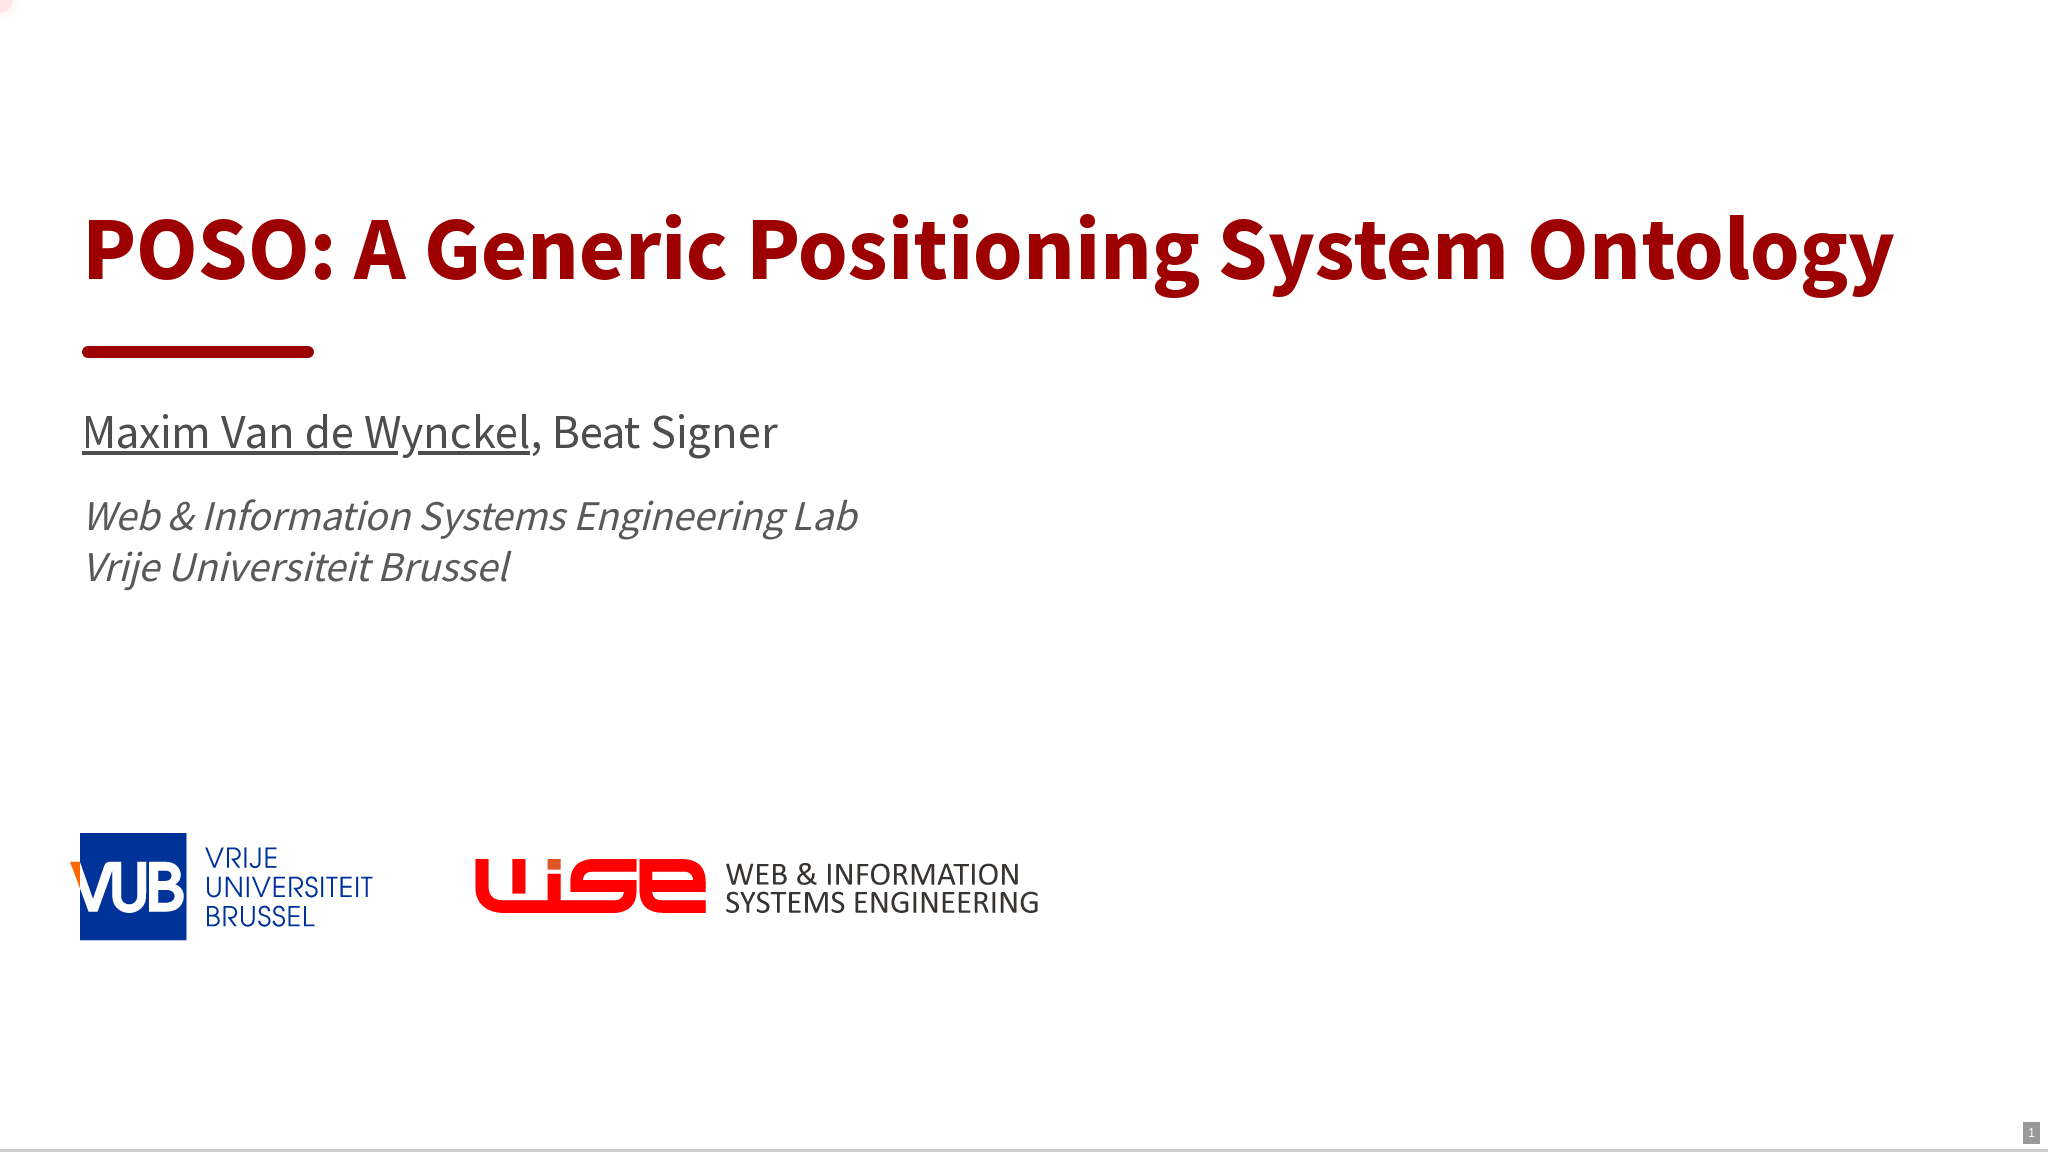 POSO: A Generic Positioning System Ontology
Maxim Van de Wynckel, Beat Signer
Web & Information Systems Engineering Lab
Vrije Universiteit Brussel
VUB
VRIJE
UNIVERSITEIT
BRUSSEL
WISE
WEB & INFORMATION
SYSTEMS ENGINEERING
1